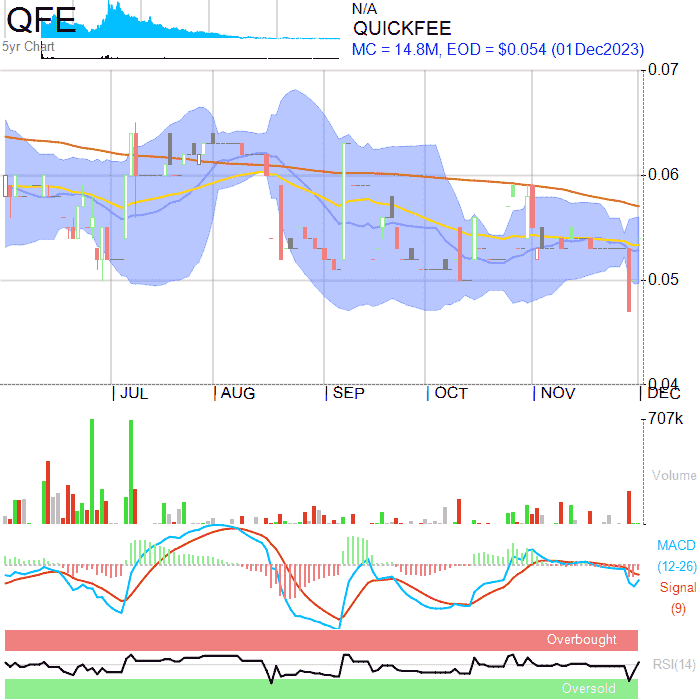 QFE
5yr Chart
N/A
QUICKFEE
MC = 14.8M, EOD = $0.054 (01Dec2023)
0.07
0.06
0.05
0.04
JUL AUG SEP OCT NOV DEC
707k
Volume
MACD
(12-26)
Signal
(9)
Overbought
RSI(14)
Oversold